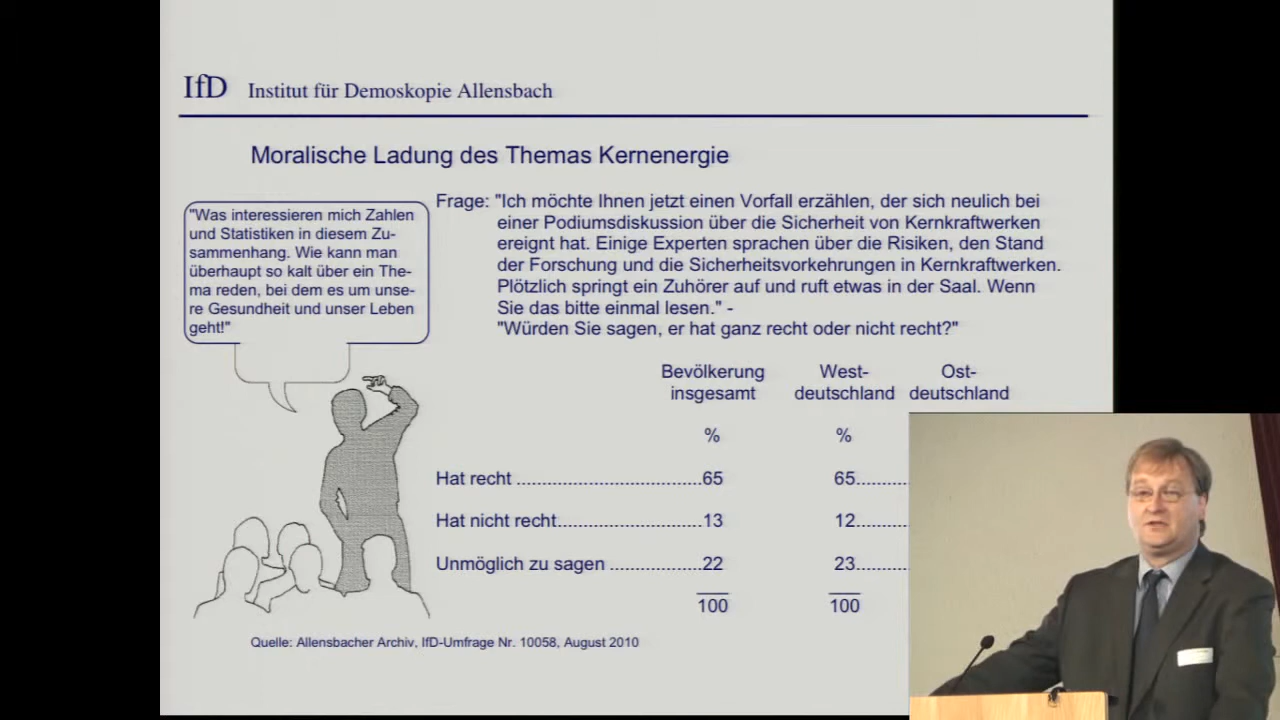 IfD Institut für Demoskopie Allensbach
Moralische Ladung des Themas Kernenergie
"Was interessieren mich Zahlen
und Statistiken in diesem Zu-
sammenhang. Wie kann man
überhaupt so kalt über ein The-
ma reden, bei dem es um unse-
re Gesundheit und unser Leben
geht!"
Frage: "Ich möchte Ihnen jetzt einen Vorfall erzählen, der sich neulich bei
einer Podiumsdiskussion über die Sicherheit von Kernkraftwerken
ereignt hat. Einige Experten sprachen über die Risiken, den Stand
der Forschung und die Sicherheitsvorkehrungen in Kernkraftwerken.
Plötzlich springt ein Zuhörer auf und ruft etwas in der Saal. Wenn
Sie das bitte einmal lesen." -
"Würden Sie sagen, er hat ganz recht oder nicht recht?"
Bevölkerung West- Ost-
insgesamt deutschland deutschland
% %
Hat recht ..................................65 65.........
Hat nicht recht...........................13 12.........
Unmöglich zu sagen .................22 23.........
100 100
Quelle: Allensbacher Archiv, IfD-Umfrage Nr. 10058, August 2010